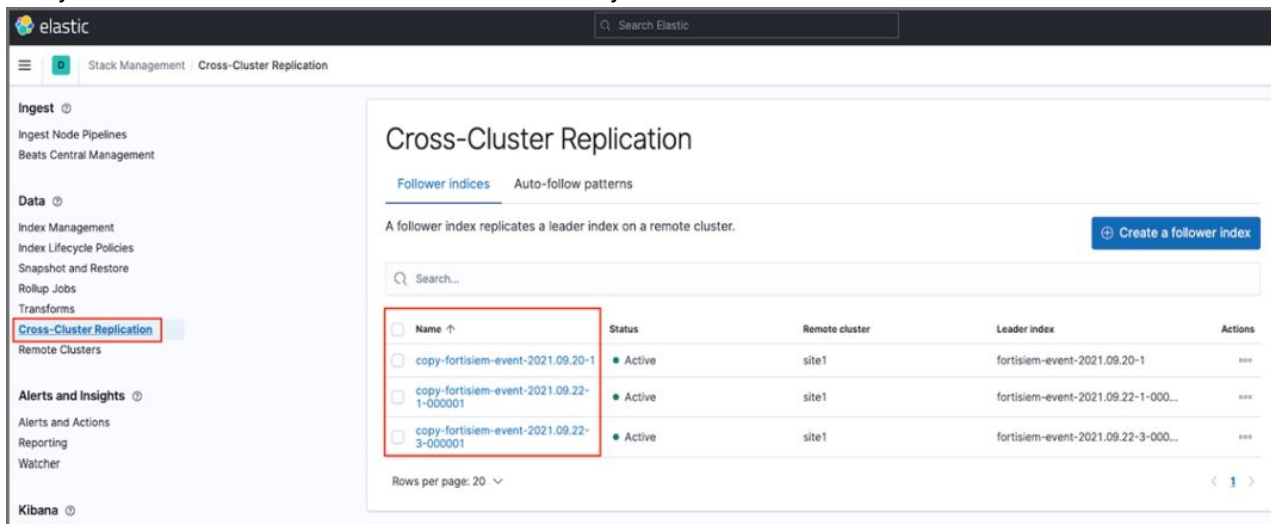 elastic
Search Elastic
D Stack Management / Cross-Cluster Replication
Ingest
Ingest Node Pipelines
Beats Central Management
Data
Index Management
Index Lifecycle Policies
Snapshot and Restore
Rollup Jobs
Transforms
Cross-Cluster Replication
Remote Clusters
Alerts and Insights
Alerts and Actions
Reporting
Watcher
Kibana
Cross-Cluster Replication
Follower indices Auto-follow patterns
A follower index replicates a leader index on a remote cluster.
Create a follower index
Search...
Name ↑ Status Remote cluster Leader index Actions
copy-fortisiem-event-2021.09.20-1 Active site1 fortisiem-event-2021.09.20-1
copy-fortisiem-event-2021.09.22-
1-000001 Active site1 fortisiem-event-2021.09.22-1-000...
copy-fortisiem-event-2021.09.22-
3-000001 Active site1 fortisiem-event-2021.09.22-3-000...
Rows per page: 20
< 1 >